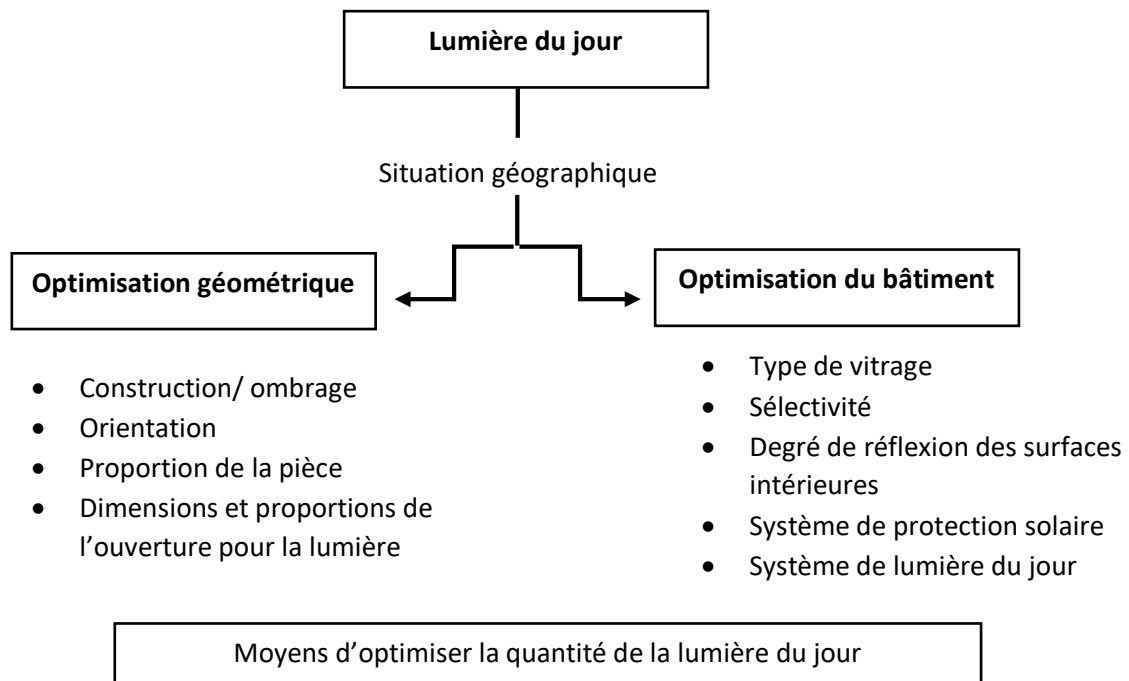 Lumière du jour
Situation géographique
Optimisation géométrique
• Construction/ ombrage
• Orientation
• Proportion de la pièce
• Dimensions et proportions de
l’ouverture pour la lumière
Optimisation du bâtiment
• Type de vitrage
• Sélectivité
• Degré de réflexion des surfaces
intérieures
• Système de protection solaire
• Système de lumière du jour
Moyens d’optimiser la quantité de la lumière du jour